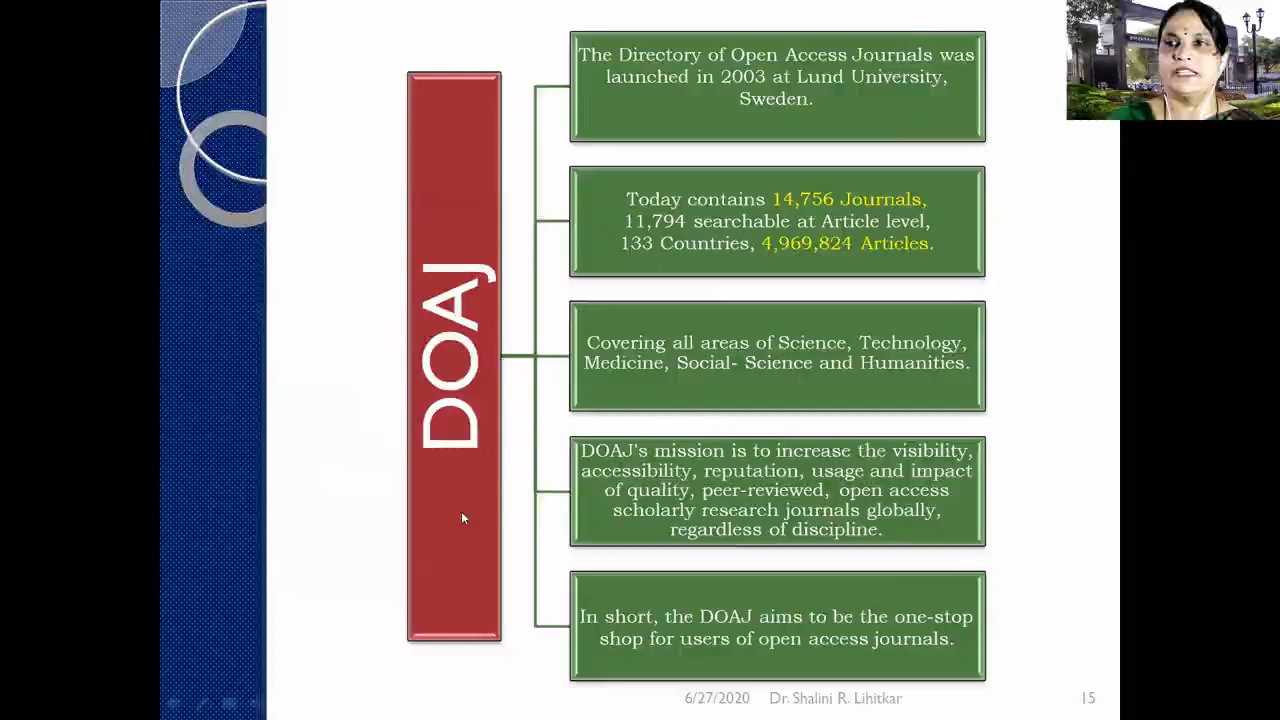 DOAJ
The Directory of Open Access Journals was
launched in 2003 at Lund University,
Sweden.
Today contains 14,756 Journals,
11,794 searchable at Article level,
133 Countries, 4,969,824 Articles.
Covering all areas of Science, Technology,
Medicine, Social- Science and Humanities.
DOAJ's mission is to increase the visibility,
accessibility, reputation, usage and impact
of quality, peer-reviewed, open access
scholarly research journals globally,
regardless of discipline.
In short, the DOAJ aims to be the one-stop
shop for users of open access journals.
6/27/2020 Dr. Shalini R. Lihitkar 15